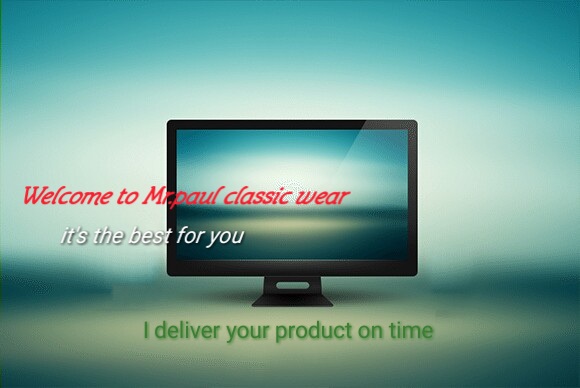 Welcome to Mr.paul classic wear
it's the best for you
I deliver your product on time